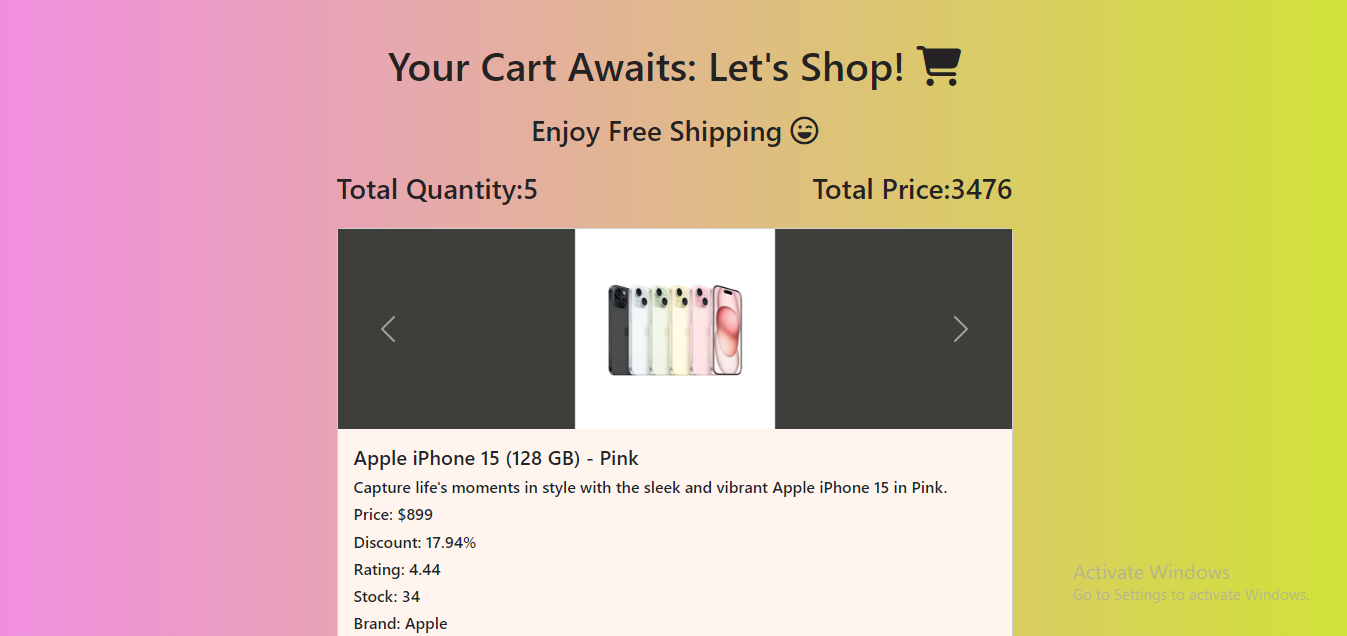 Your Cart Awaits: Let's Shop!
Enjoy Free Shipping
Total Quantity:5
Total Price:3476
Apple iPhone 15 (128 GB) - Pink
Capture life's moments in style with the sleek and vibrant Apple iPhone 15 in Pink.
Price: $899
Discount: 17.94%
Rating: 4.44
Stock: 34
Brand: Apple
Activate Windows
Go to Settings to activate Windows.